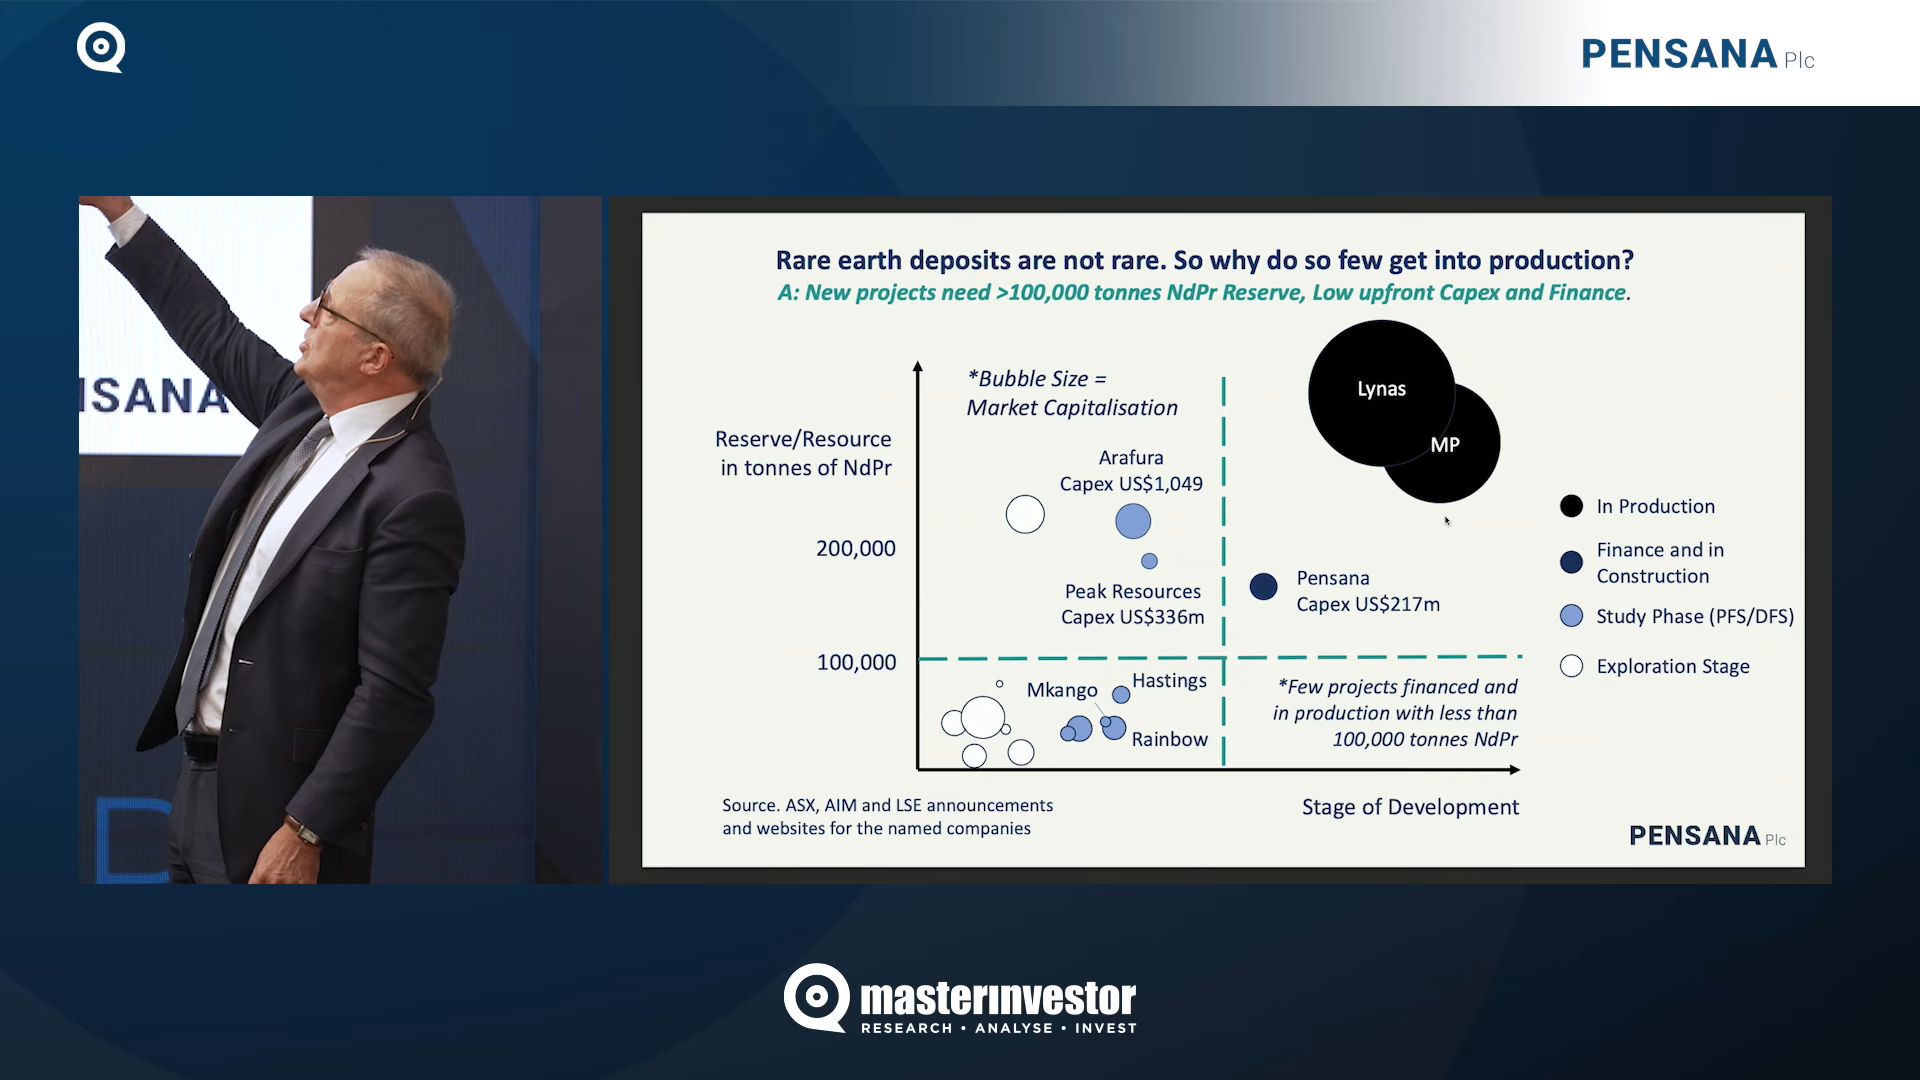 PENSANA Plc
NSANA
Rare earth deposits are not rare. So why do so few get into production?
A: New projects need >100,000 tonnes NdPr Reserve, Low upfront Capex and Finance.
*Bubble Size =
Market Capitalisation
Reserve/Resource
in tonnes of NdPr
200,000
100,000
Arafura
Capex US$1,049
Peak Resources
Capex US$336m
Lynas
MP
Pensana
Capex US$217m
In Production
Finance and in
Construction
Study Phase (PFS/DFS)
Exploration Stage
Mkango
Hastings
Rainbow
*Few projects financed and
in production with less than
100,000 tonnes NdPr
Stage of Development
Source. ASX, AIM and LSE announcements
and websites for the named companies
PENSANA Plc
masterinvestor
RESEARCH • ANALYSE • INVEST